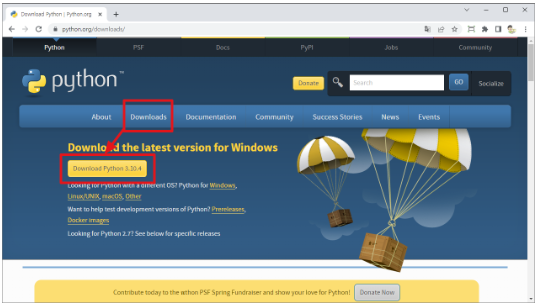 Download Python | Python.org
python.org/downloads/
Python PSF Docs PyPI Jobs Community
python™
Donate Search GO Socialize
About Downloads Documentation Community Success Stories News Events
Download the latest version for Windows
Download Python 3.10.4
Looking for Python with a different OS? Python for Windows,
Linux/UNIX, macOS, Other
Want to help test development versions of Python? Prereleases,
Docker images
Looking for Python 2.7? See below for specific releases
Contribute today to the PSF Spring Fundraiser and show your love for Python! Donate Now